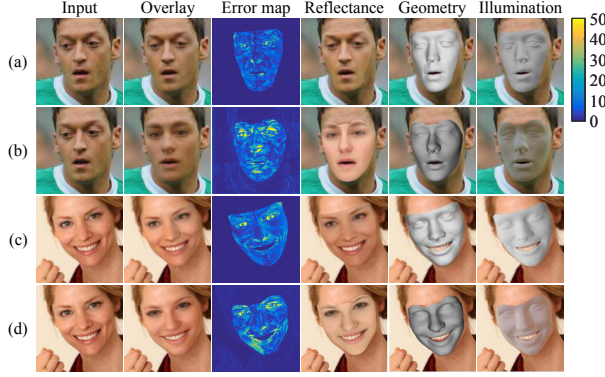 Input Overlay Error map Reflectance Geometry Illumination
50
40
30
20
10
0
(a)
(b)
(c)
(d)